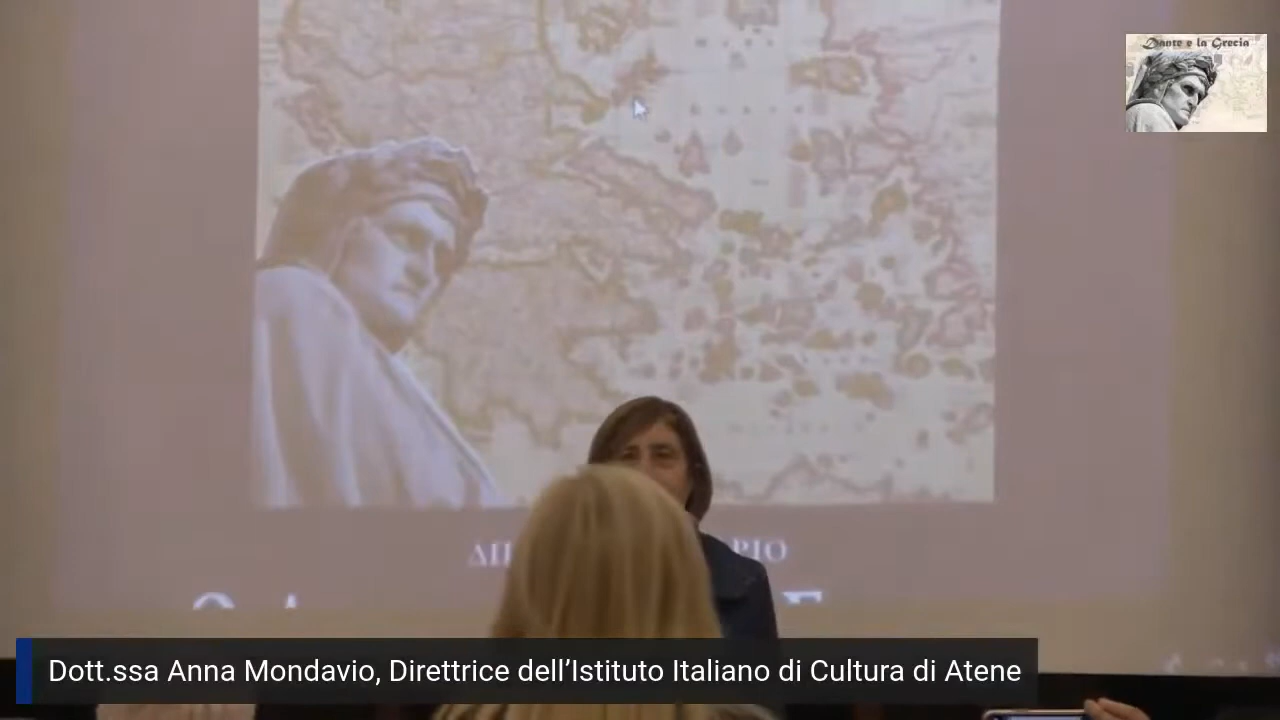 Dante e la Grecia
Dott.ssa Anna Mondavio, Direttrice dell’Istituto Italiano di Cultura di Atene